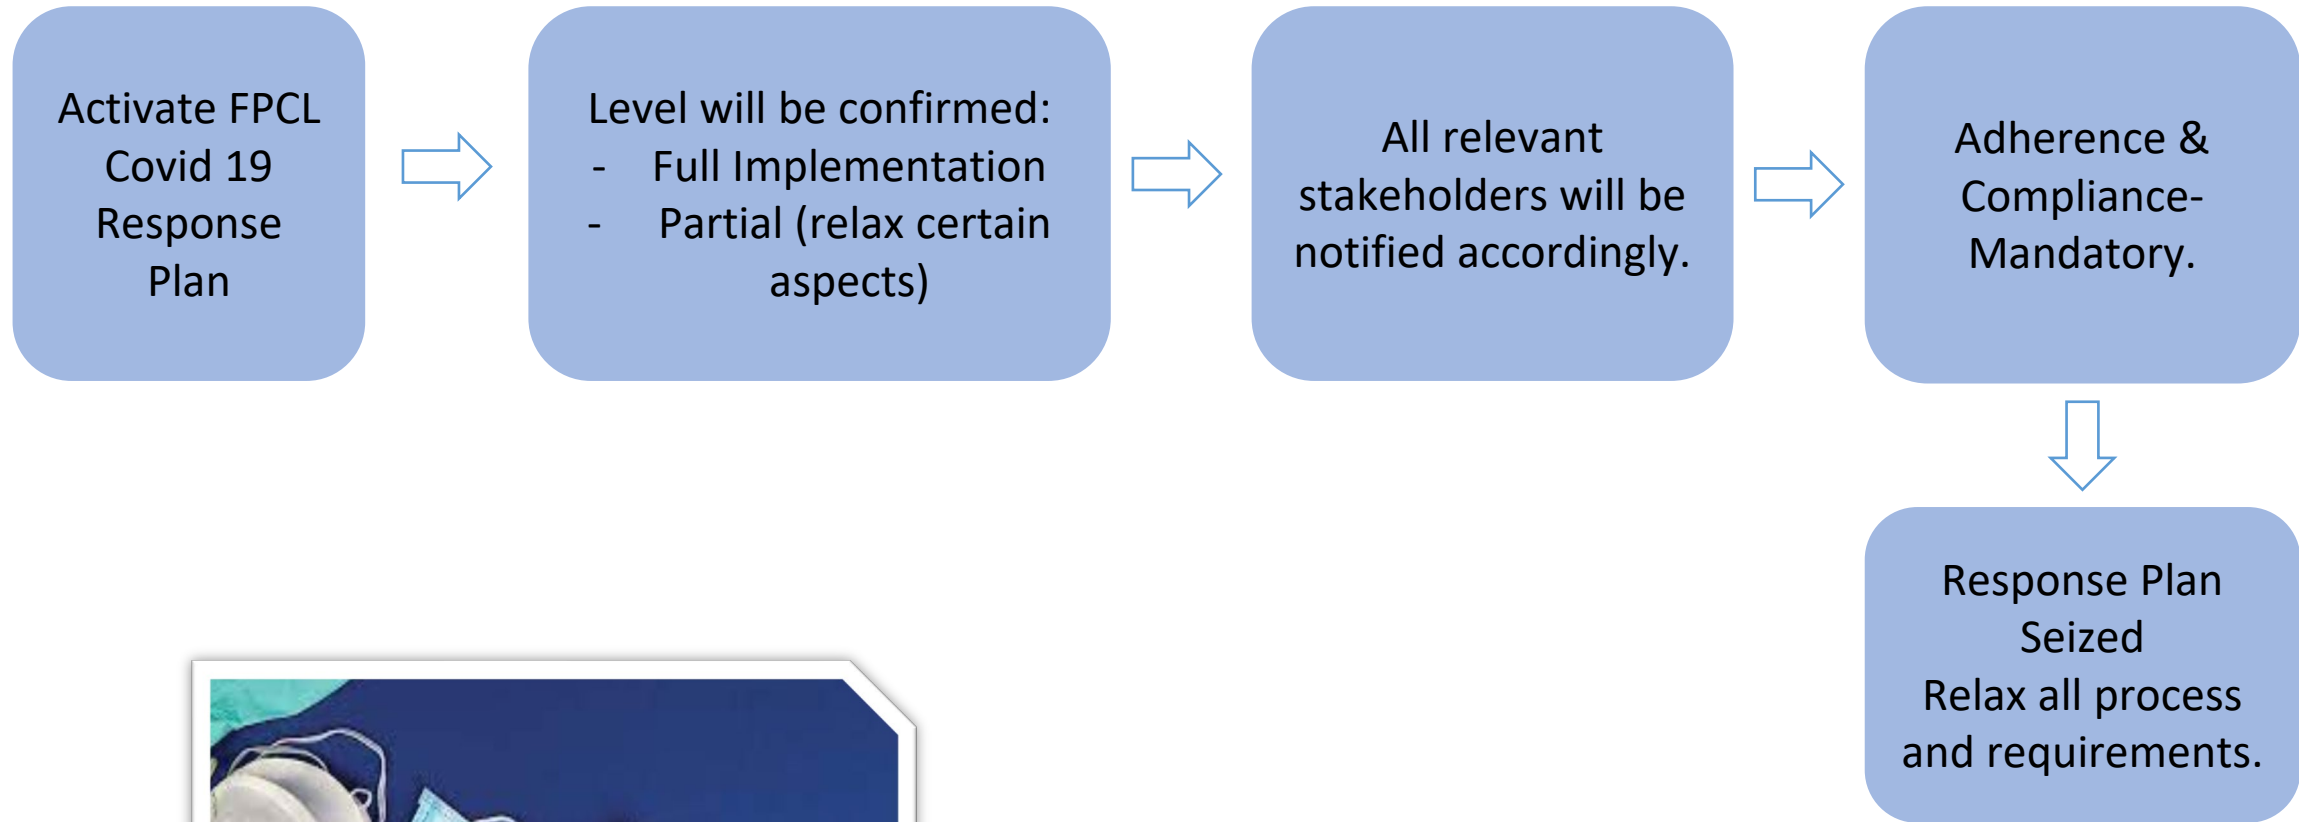 Activate FPCL
Covid 19
Response
Plan
Level will be confirmed:
- Full Implementation
- Partial (relax certain
aspects)
All relevant
stakeholders will be
notified accordingly.
Adherence &
Compliance-
Mandatory.
Response Plan
Seized
Relax all process
and requirements.